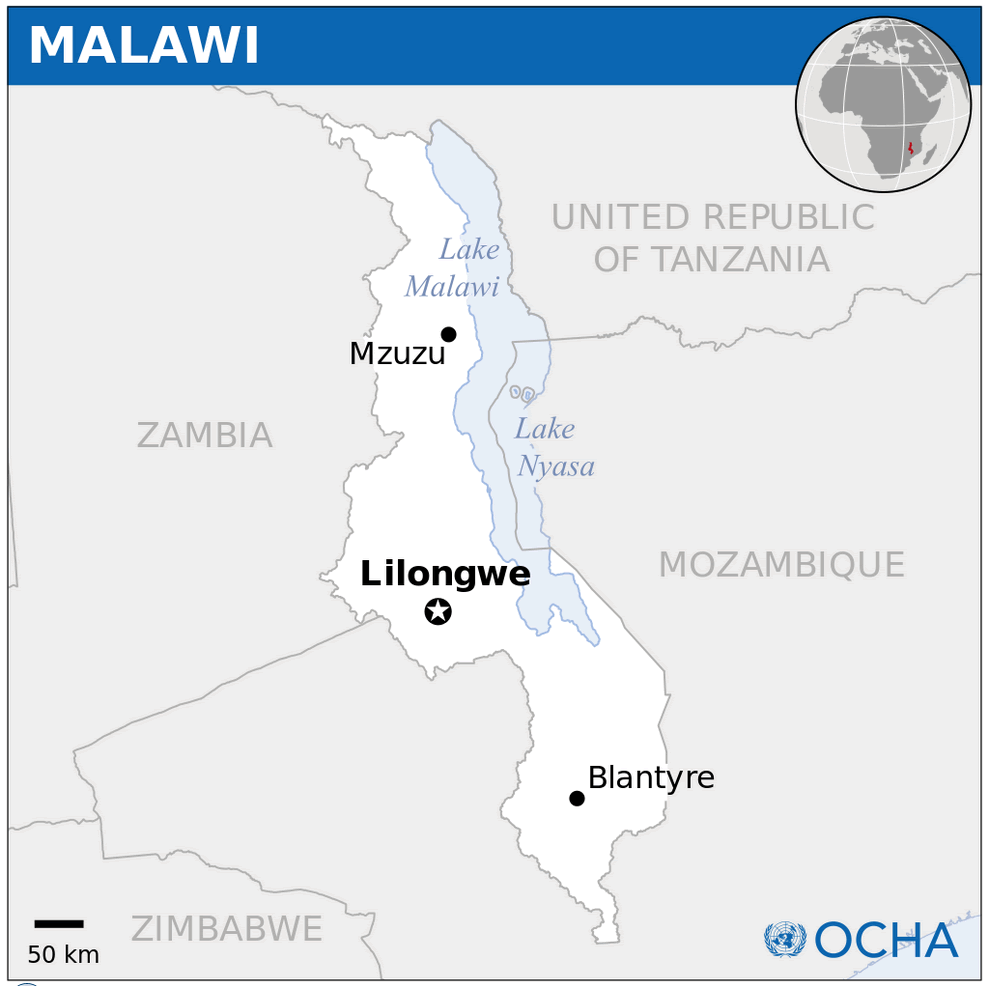 MALAWI
UNITED REPUBLIC
OF TANZANIA
Lake
Malawi
Mzuzu
ZAMBIA
Lake
Nyasa
MOZAMBIQUE
Lilongwe
Blantyre
ZIMBABWE
50 km
OCHA